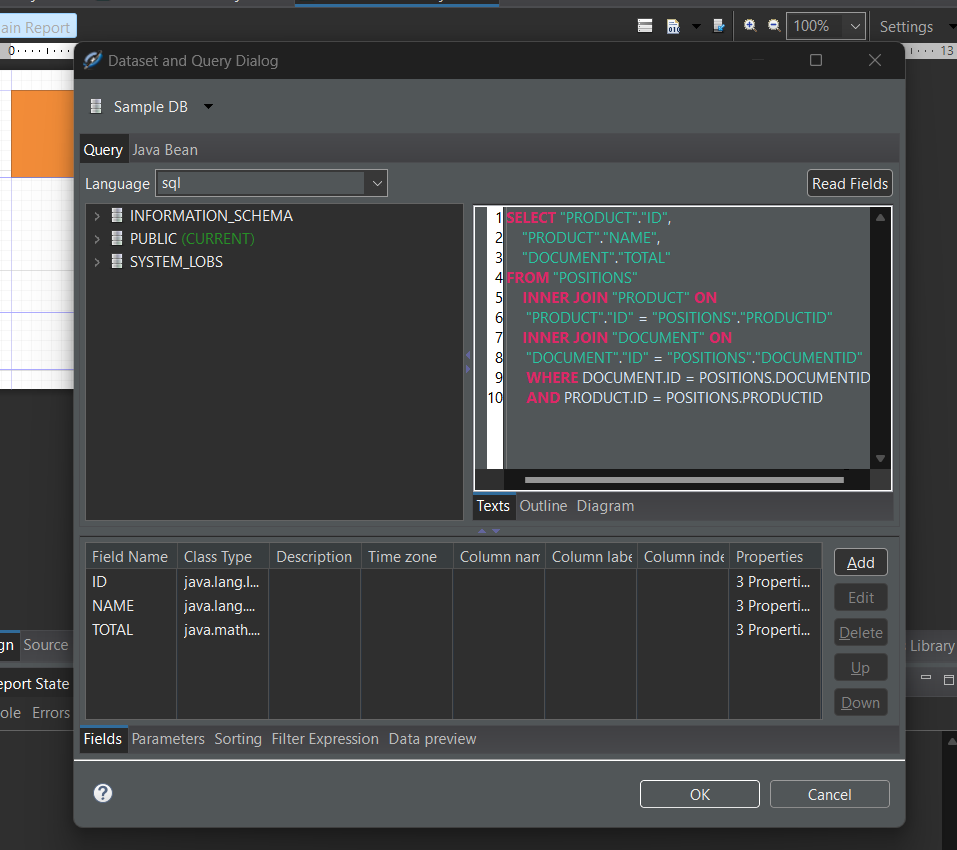 ain Report
100%
Settings
0
13
Dataset and Query Dialog
Sample DB
Query Java Bean
Language sql Read Fields
INFORMATION_SCHEMA
PUBLIC (CURRENT)
SYSTEM_LOBS
1 SELECT "PRODUCT"."ID",
2 "PRODUCT"."NAME",
3 "DOCUMENT"."TOTAL"
4 FROM "POSITIONS"
5 INNER JOIN "PRODUCT" ON
6 "PRODUCT"."ID" = "POSITIONS"."PRODUCTID"
7 INNER JOIN "DOCUMENT" ON
8 "DOCUMENT"."ID" = "POSITIONS"."DOCUMENTID"
9 WHERE DOCUMENT.ID = POSITIONS.DOCUMENTID
10 AND PRODUCT.ID = POSITIONS.PRODUCTID
Texts Outline Diagram
Field Name Class Type Description Time zone Column nam Column labe Column inde Properties
ID java.lang.I... 3 Properti...
NAME java.lang.... 3 Properti...
TOTAL java.math.... 3 Properti...
Add
Edit
Delete
Up
Down
gn Source
Library
eport State
ole Errors
Fields Parameters Sorting Filter Expression Data preview
?
OK Cancel